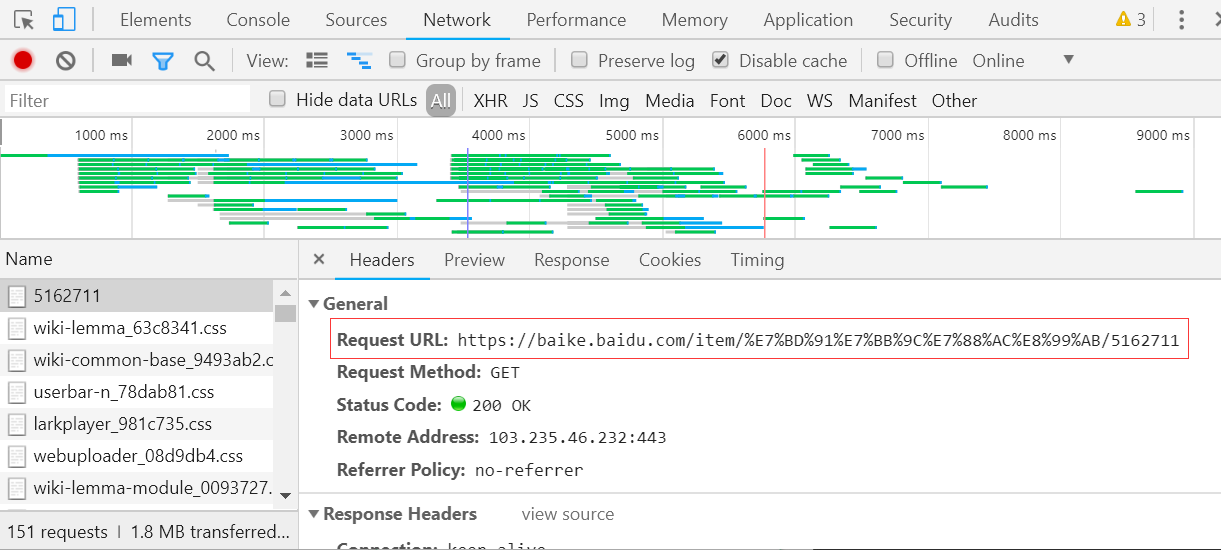 Elements Console Sources Network Performance Memory Application Security Audits 3
View: Group by frame Preserve log Disable cache Offline Online
Filter Hide data URLs All XHR JS CSS Img Media Font Doc WS Manifest Other
1000 ms 2000 ms 3000 ms 4000 ms 5000 ms 6000 ms 7000 ms 8000 ms 9000 ms
Name Headers Preview Response Cookies Timing
5162711
wiki-lemma_63c8341.css
wiki-common-base_9493ab2.c
userbar-n_78dab81.css
larkplayer_981c735.css
webuploader_08d9db4.css
wiki-lemma-module_0093727.
151 requests | 1.8 MB transferred...
General
Request URL: https://baike.baidu.com/item/%E7%BD%91%E7%BB%9C%E7%88%AC%E8%99%AB/5162711
Request Method: GET
Status Code: 200 OK
Remote Address: 103.235.46.232:443
Referrer Policy: no-referrer
Response Headers view source
Connection: keep-alive